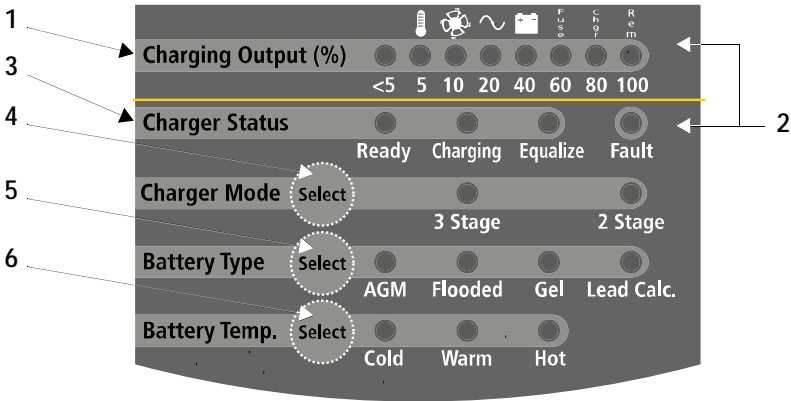 Fuse Chgr Rem
1 Charging Output (%)
<5 5 10 20 40 60 80 100
2
3 Charger Status
Ready Charging Equalize Fault
4 Charger Mode Select
3 Stage 2 Stage
5 Battery Type Select
AGM Flooded Gel Lead Calc.
6 Battery Temp. Select
Cold Warm Hot